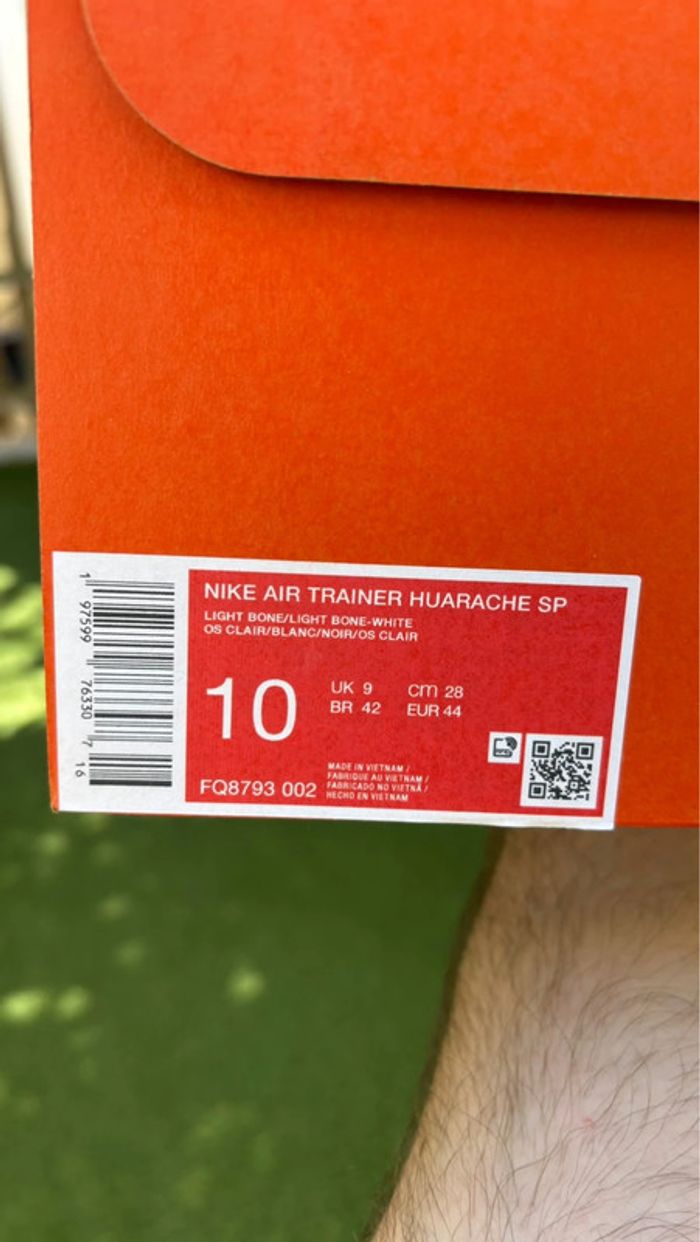 NIKE AIR TRAINER HUARACHE SP
LIGHT BONE/LIGHT BONE-WHITE
OS CLAIR/BLANC/NOIR/OS CLAIR
10
UK 9 cm 28
BR 42 EUR 44
FQ8793 002
MADE IN VIETNAM /
FABRIQUE AU VIETNAM /
FABRICADO NO VIETNÃ /
HECHO EN VIETNAM
1 97599 76330 7 16